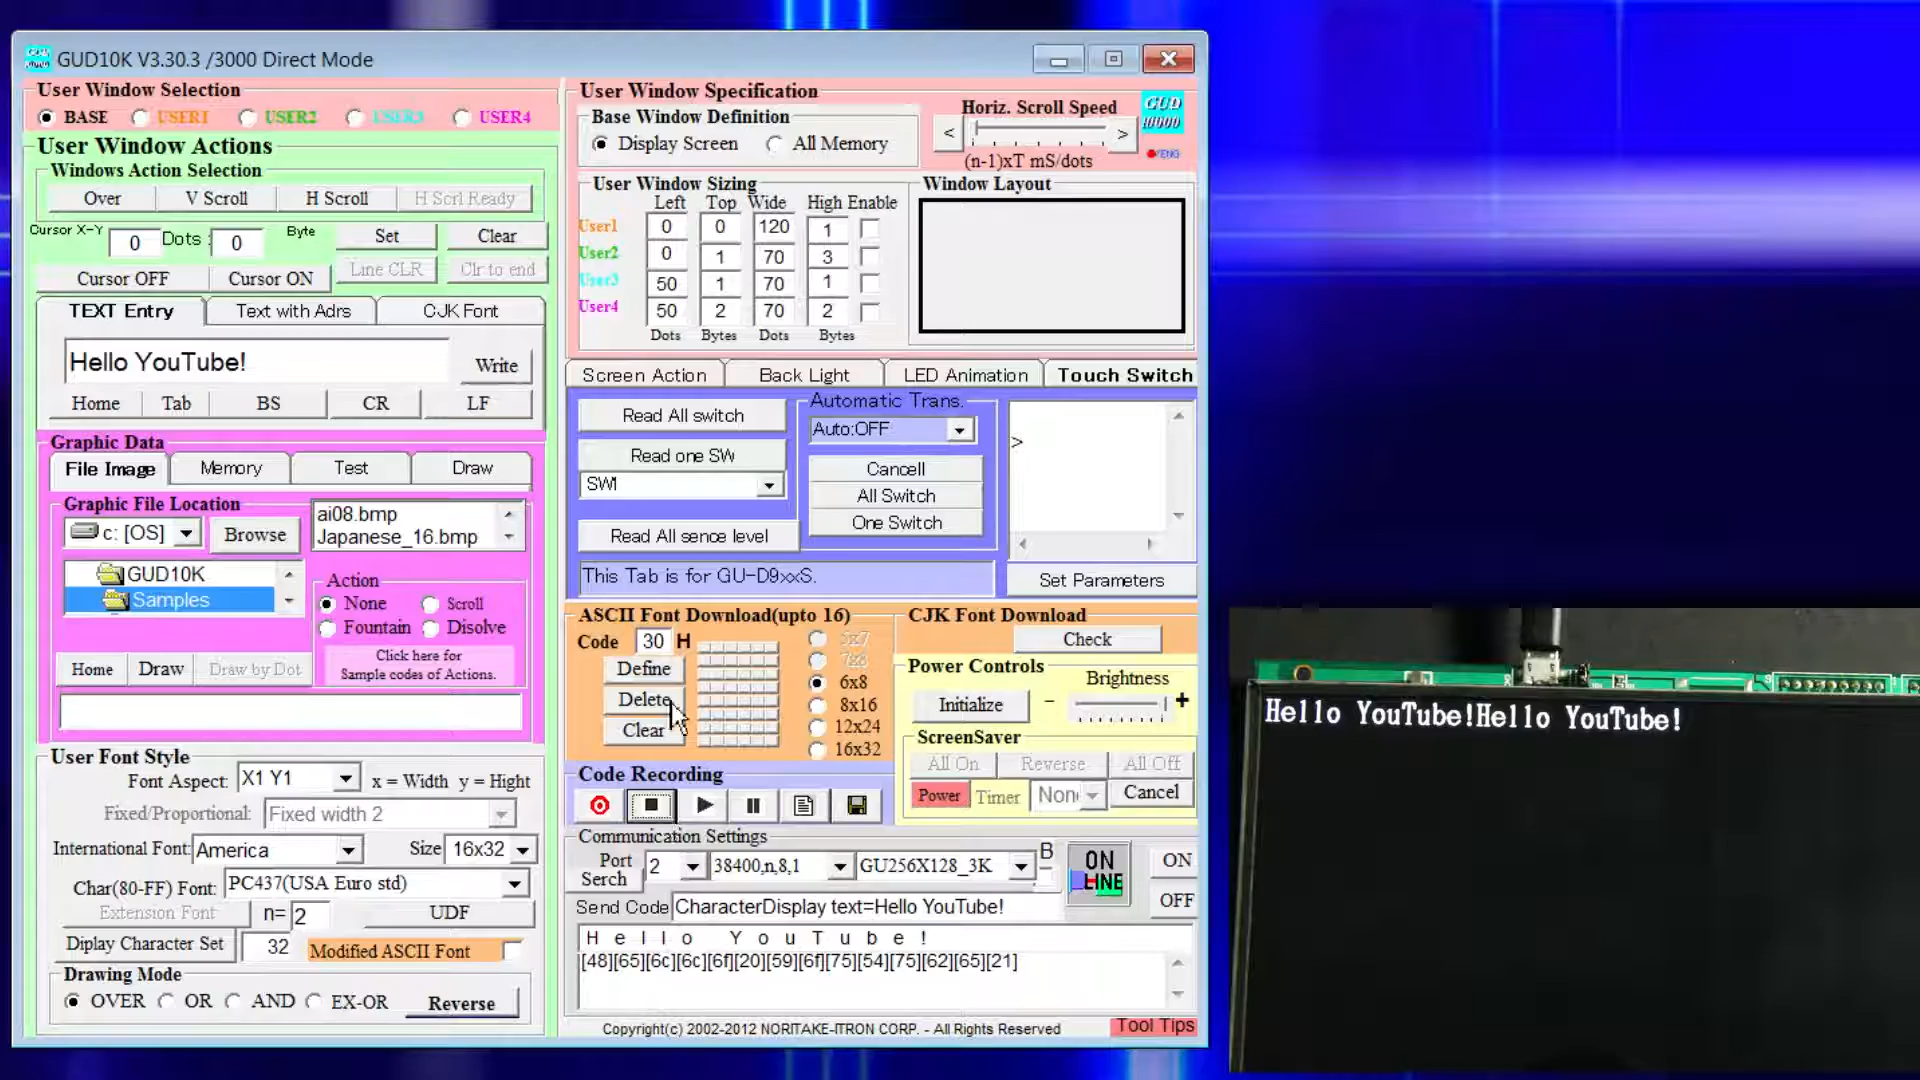 GUD10K V3.30.3 /3000 Direct Mode
User Window Selection
BASE USER1 USER2 USER3 USER4
User Window Actions
Windows Action Selection
Over V Scroll H Scroll H Scrl Ready
Cursor X-Y 0 Dots : 0 Byte Set Clear
Cursor OFF Cursor ON Line CLR Clr to end
TEXT Entry Text with Adrs CJK Font
Hello YouTube! Write
Home Tab BS CR LF
Graphic Data
File Image Memory Test Draw
Graphic File Location
c: [OS] Browse
ai08.bmp
Japanese_16.bmp
GUD10K
Samples
Action
None Scroll
Fountain Disolve
Home Draw Draw by Dot
Click here for
Sample codes of Actions.
User Font Style
Font Aspect: X1 Y1 x = Width y = Hight
Fixed/Proportional: Fixed width 2
International Font: America Size 16x32
Char(80-FF) Font: PC437(USA Euro std)
Extension Font n= 2 UDF
Diplay Character Set 32 Modified ASCII Font
Drawing Mode
OVER OR AND EX-OR Reverse
User Window Specification
Base Window Definition
Display Screen All Memory
Horiz. Scroll Speed
< >
(n-1)xT mS/dots
GUD
10000
ENG
User Window Sizing
Left Top Wide High Enable
User1 0 0 120 1
User2 0 1 70 3
User3 50 1 70 1
User4 50 2 70 2
Dots Bytes Dots Bytes
Window Layout
Screen Action Back Light LED Animation Touch Switch
Read All switch
Read one SW
SW1
Read All sence level
Automatic Trans.
Auto:OFF
Cancell
All Switch
One Switch
>
This Tab is for GU-D9xxS.
Set Parameters
ASCII Font Download(upto 16)
Code 30 H
Define
Delete
Clear
5x7
7x8
6x8
8x16
12x24
16x32
CJK Font Download
Check
Power Controls
Initialize
Brightness
- +
ScreenSaver
All On Reverse All Off
Power Timer Non Cancel
Code Recording
Communication Settings
Port
Serch
2 38400,n,8,1 GU256X128_3K B
ON
LINE
ON
OFF
Send Code CharacterDisplay text=Hello YouTube!
H e l l o Y o u T u b e !
[48][65][6c][6c][6f][20][59][6f][75][54][75][62][65][21]
Copyright(c) 2002-2012 NORITAKE-ITRON CORP. - All Rights Reserved
Tool Tips
Hello YouTube!Hello YouTube!